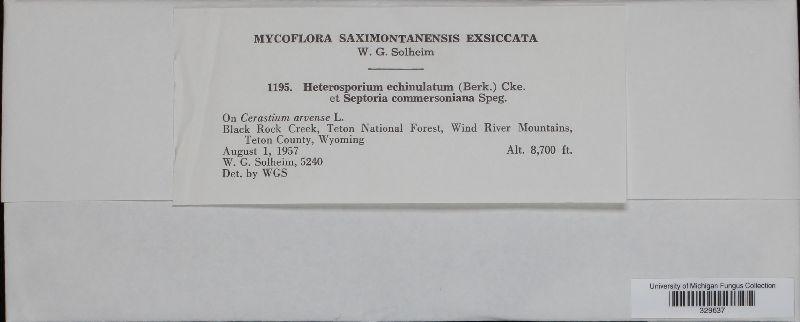 MYCOFLORA SAXIMONTANENSIS EXSICCATA
W. G. Solheim
1195. Heterosporium echinulatum (Berk.) Cke.
et Septoria commersoniana Speg.
On Cerastium arvense L.
Black Rock Creek, Teton National Forest, Wind River Mountains,
Teton County, Wyoming
August 1, 1957 Alt. 8,700 ft.
W. G. Solheim, 5240
Det. by WGS
University of Michigan Fungus Collection
329637